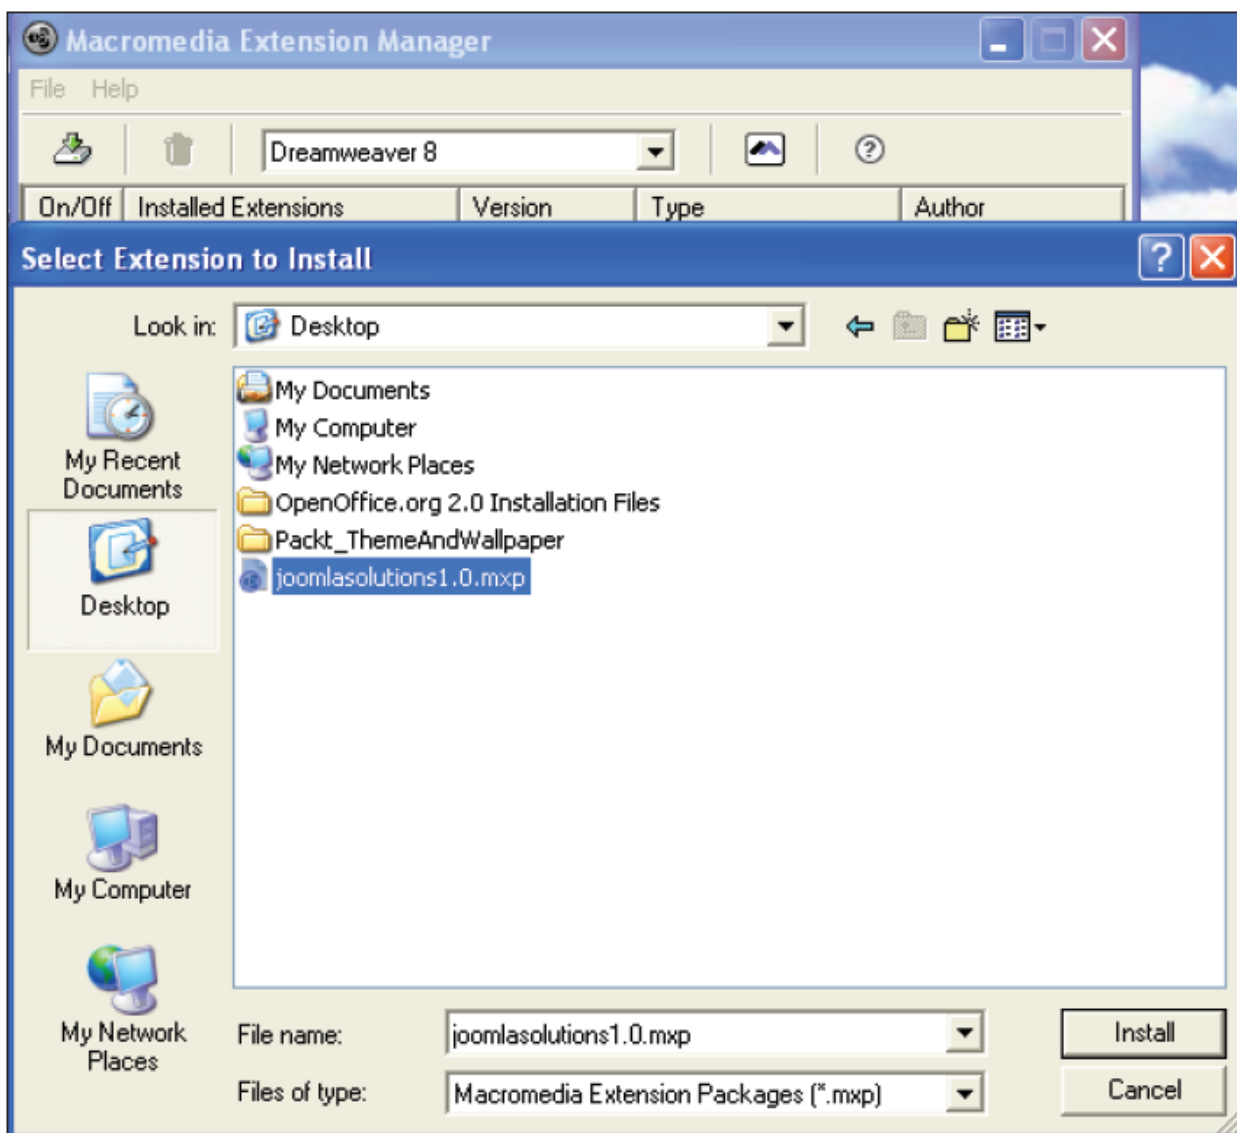 Macromedia Extension Manager
File Help
Dreamweaver 8
?
On/Off Installed Extensions Version Type Author
Select Extension to Install
?
Look in: Desktop
My Documents
My Computer
My Network Places
OpenOffice.org 2.0 Installation Files
Packt_ThemeAndWallpaper
joomlasolutions1.0.mxp
My Recent
Documents
Desktop
My Documents
My Computer
My Network
Places
File name: joomlasolutions1.0.mxp Install
Files of type: Macromedia Extension Packages (*.mxp) Cancel